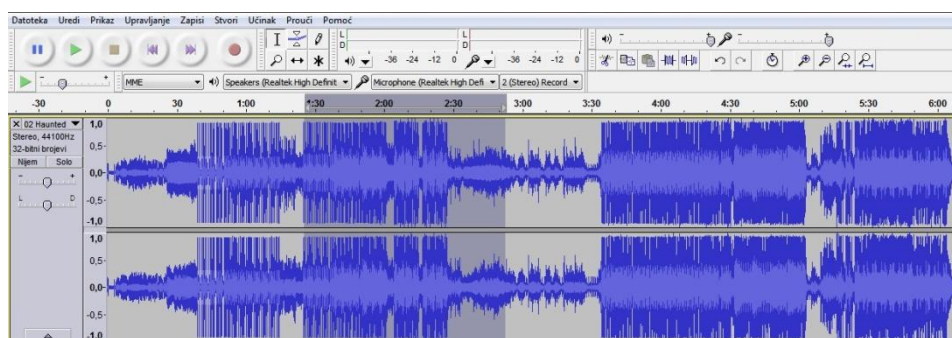 Datoteka Uredi Prikaz Upravljanje Zapisi Stvori Učinak Prouči Pomoć
L
D
-36 -24 -12 0
L
D
-36 -24 -12 0
MME Speakers (Realtek High Definit Microphone (Realtek High Defi 2 (Stereo) Record
-30 0 30 1:00 1:30 2:00 2:30 3:00 3:30 4:00 4:30 5:00 5:30 6:00
X 02 Haunted 1,0
Stereo, 44100Hz
32-bitni brojevi 0,5-
Nijem Solo
- + 0,0-
L D -0,5-
-1,0
1,0
0,5-
0,0-
-0,5-
-1,0